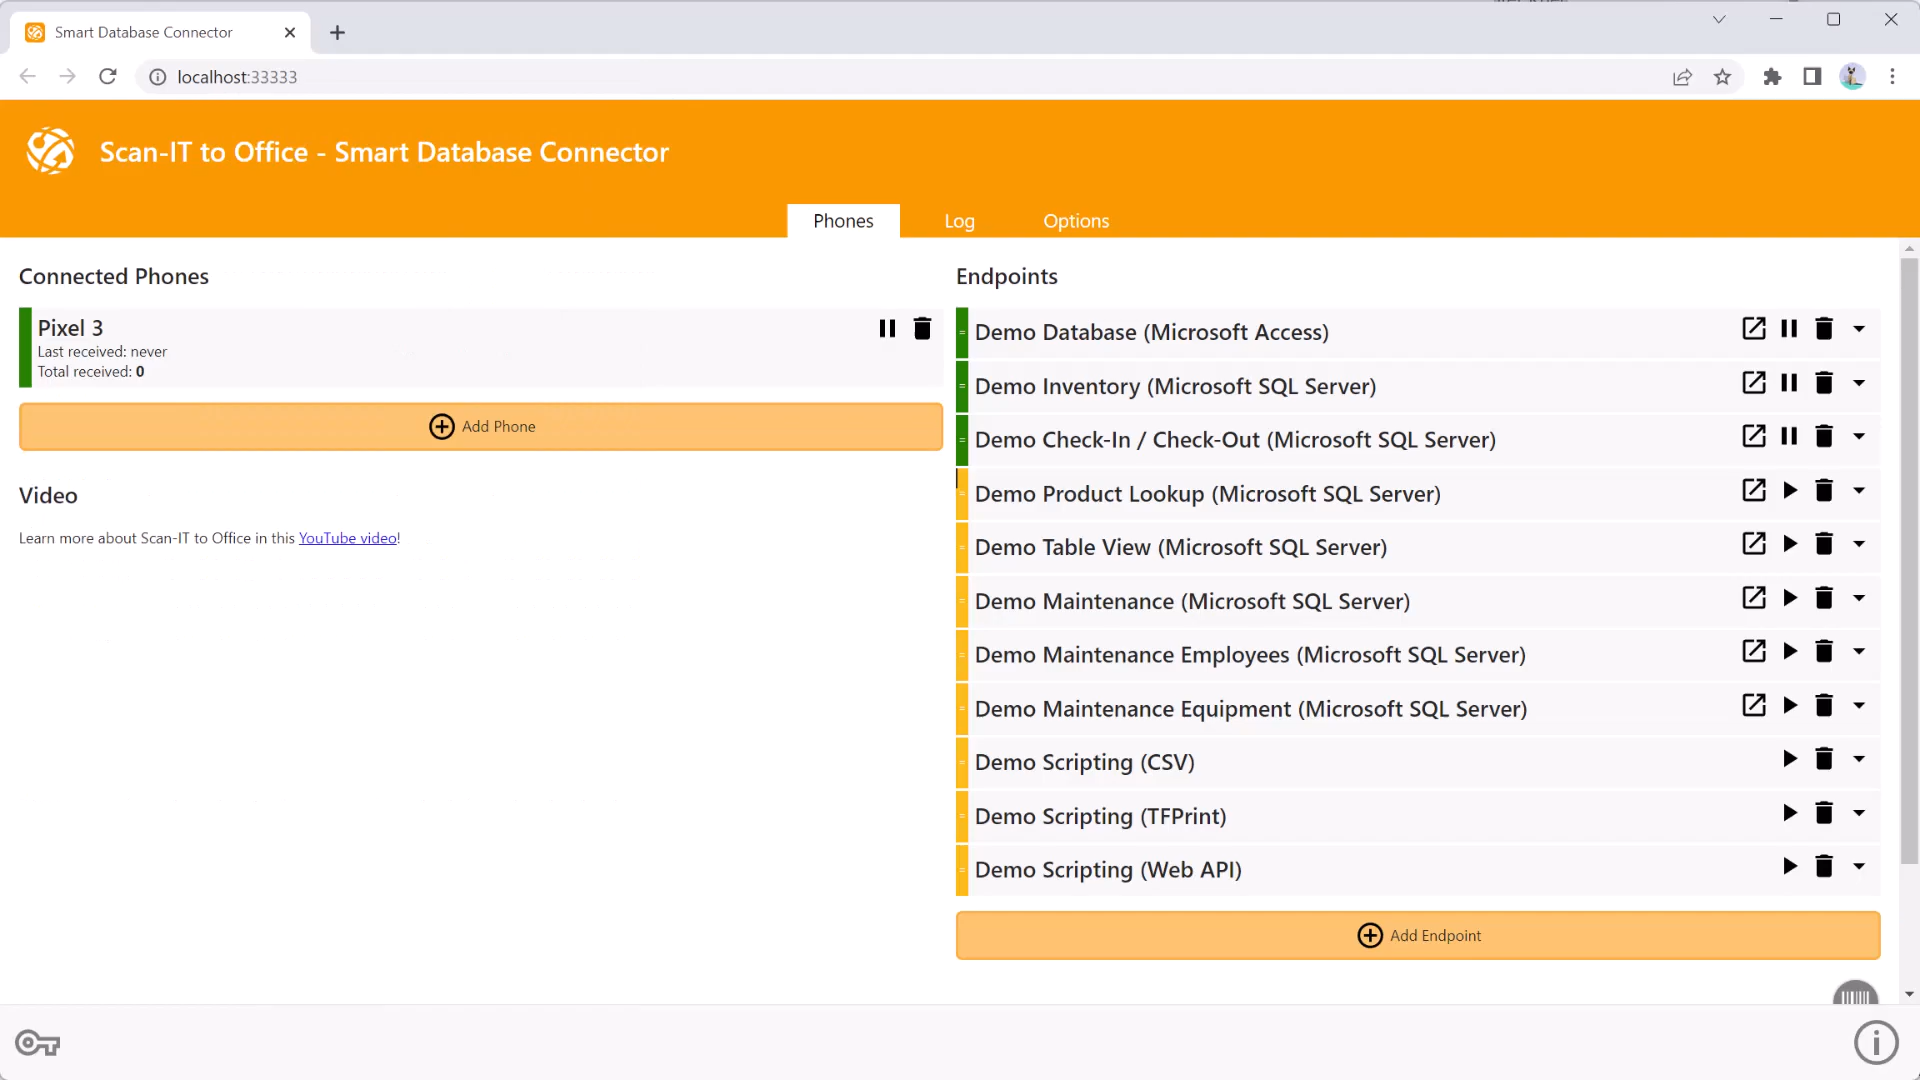 Smart Database Connector
localhost:33333
Scan-IT to Office - Smart Database Connector
Phones
Log
Options
Connected Phones
Pixel 3
Last received: never
Total received: 0
Add Phone
Video
Learn more about Scan-IT to Office in this YouTube video!
Endpoints
Demo Database (Microsoft Access)
Demo Inventory (Microsoft SQL Server)
Demo Check-In / Check-Out (Microsoft SQL Server)
Demo Product Lookup (Microsoft SQL Server)
Demo Table View (Microsoft SQL Server)
Demo Maintenance (Microsoft SQL Server)
Demo Maintenance Employees (Microsoft SQL Server)
Demo Maintenance Equipment (Microsoft SQL Server)
Demo Scripting (CSV)
Demo Scripting (TFPrint)
Demo Scripting (Web API)
Add Endpoint